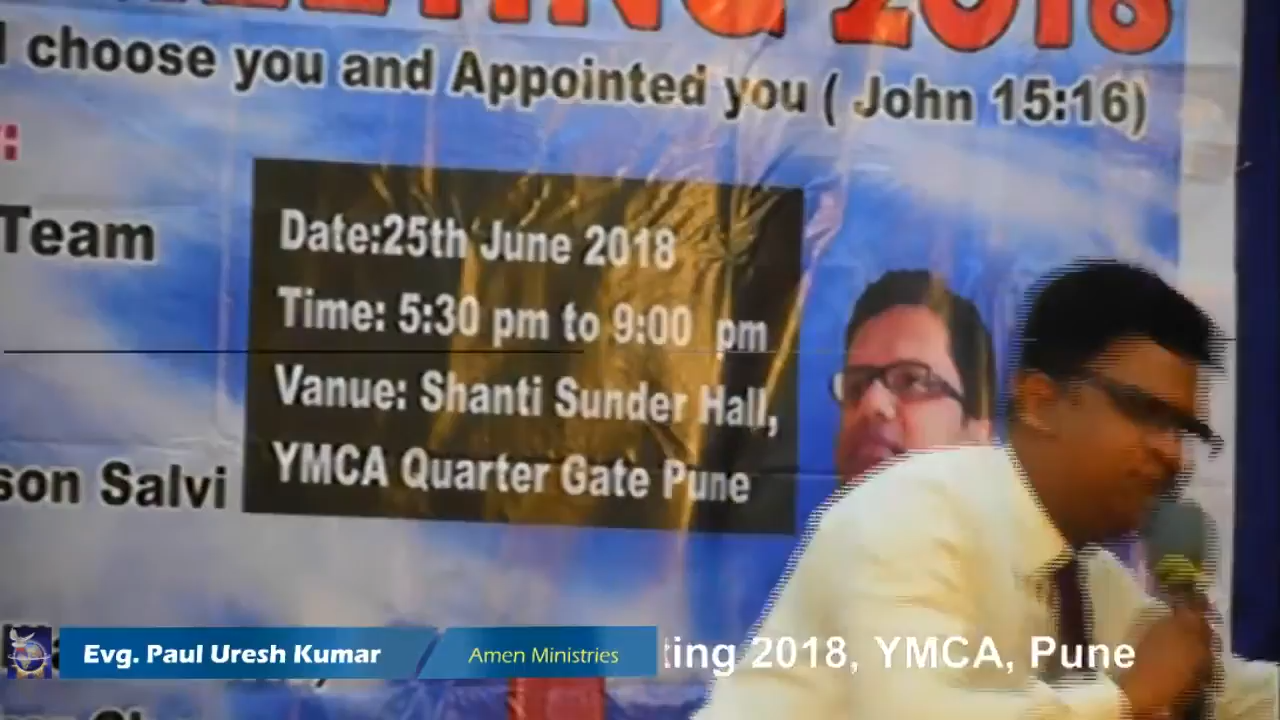 MEETING 2018
I choose you and Appointed you ( John 15:16)
Team
Date:25th June 2018
Time: 5:30 pm to 9:00 pm
Vanue: Shanti Sunder Hall,
YMCA Quarter Gate Pune
son Salvi
Evg. Paul Uresh Kumar
Amen Ministries
ting 2018, YMCA, Pune